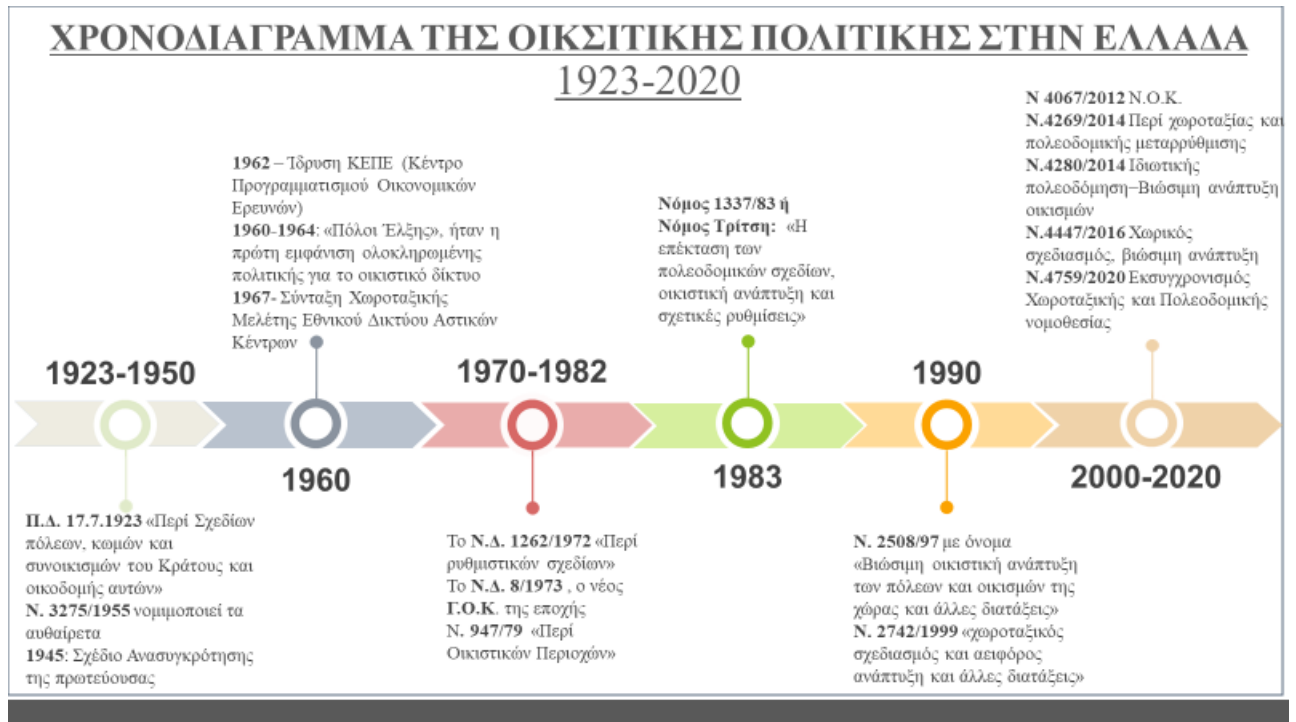 ΧΡΟΝΟΔΙΑΓΡΑΜΜΑ ΤΗΣ ΟΙΚΣΙΤΙΚΗΣ ΠΟΛΙΤΙΚΗΣ ΣΤΗΝ ΕΛΛΑΔΑ
1923-2020
1923-1950
Π.Δ. 17.7.1923 «Περί Σχεδίων
πόλεων, κωμών και
συνοικισμών του Κράτους και
οικοδομής αυτών»
Ν. 3275/1955 νομιμοποιεί τα
αυθαίρετα
1945: Σχέδιο Ανασυγκρότησης
της πρωτεύουσας
1962 – Ίδρυση ΚΕΠΕ (Κέντρο
Προγραμματισμού Οικονομικών
Ερευνών)
1960-1964: «Πόλοι Έλξης», ήταν η
πρώτη εμφάνιση ολοκληρωμένης
πολιτικής για το οικιστικό δίκτυο
1967- Σύνταξη Χωροταξικής
Μελέτης Εθνικού Δικτύου Αστικών
Κέντρων
1960
1970-1982
Το Ν.Δ. 1262/1972 «Περί
ρυθμιστικών σχεδίων»
Το Ν.Δ. 8/1973 , ο νέος
Γ.Ο.Κ. της εποχής
Ν. 947/79 «Περί
Οικιστικών Περιοχών»
Νόμος 1337/83 ή
Νόμος Τρίτση: «Η
επέκταση των
πολεοδομικών σχεδίων,
οικιστική ανάπτυξη και
σχετικές ρυθμίσεις»
1983
1990
Ν. 2508/97 με όνομα
«Βιώσιμη οικιστική ανάπτυξη
των πόλεων και οικισμών της
χώρας και άλλες διατάξεις»
Ν. 2742/1999 «χωροταξικός
σχεδιασμός και αειφόρος
ανάπτυξη και άλλες διατάξεις»
Ν 4067/2012 Ν.Ο.Κ.
Ν.4269/2014 Περί χωροταξίας και
πολεοδομικής μεταρρύθμισης
Ν.4280/2014 Ιδιωτικής
πολεοδόμηση–Βιώσιμη ανάπτυξη
οικισμών
Ν.4447/2016 Χωρικός
σχεδιασμός, βιώσιμη ανάπτυξη
Ν.4759/2020 Εκσυγχρονισμός
Χωροταξικής και Πολεοδομικής
νομοθεσίας
2000-2020